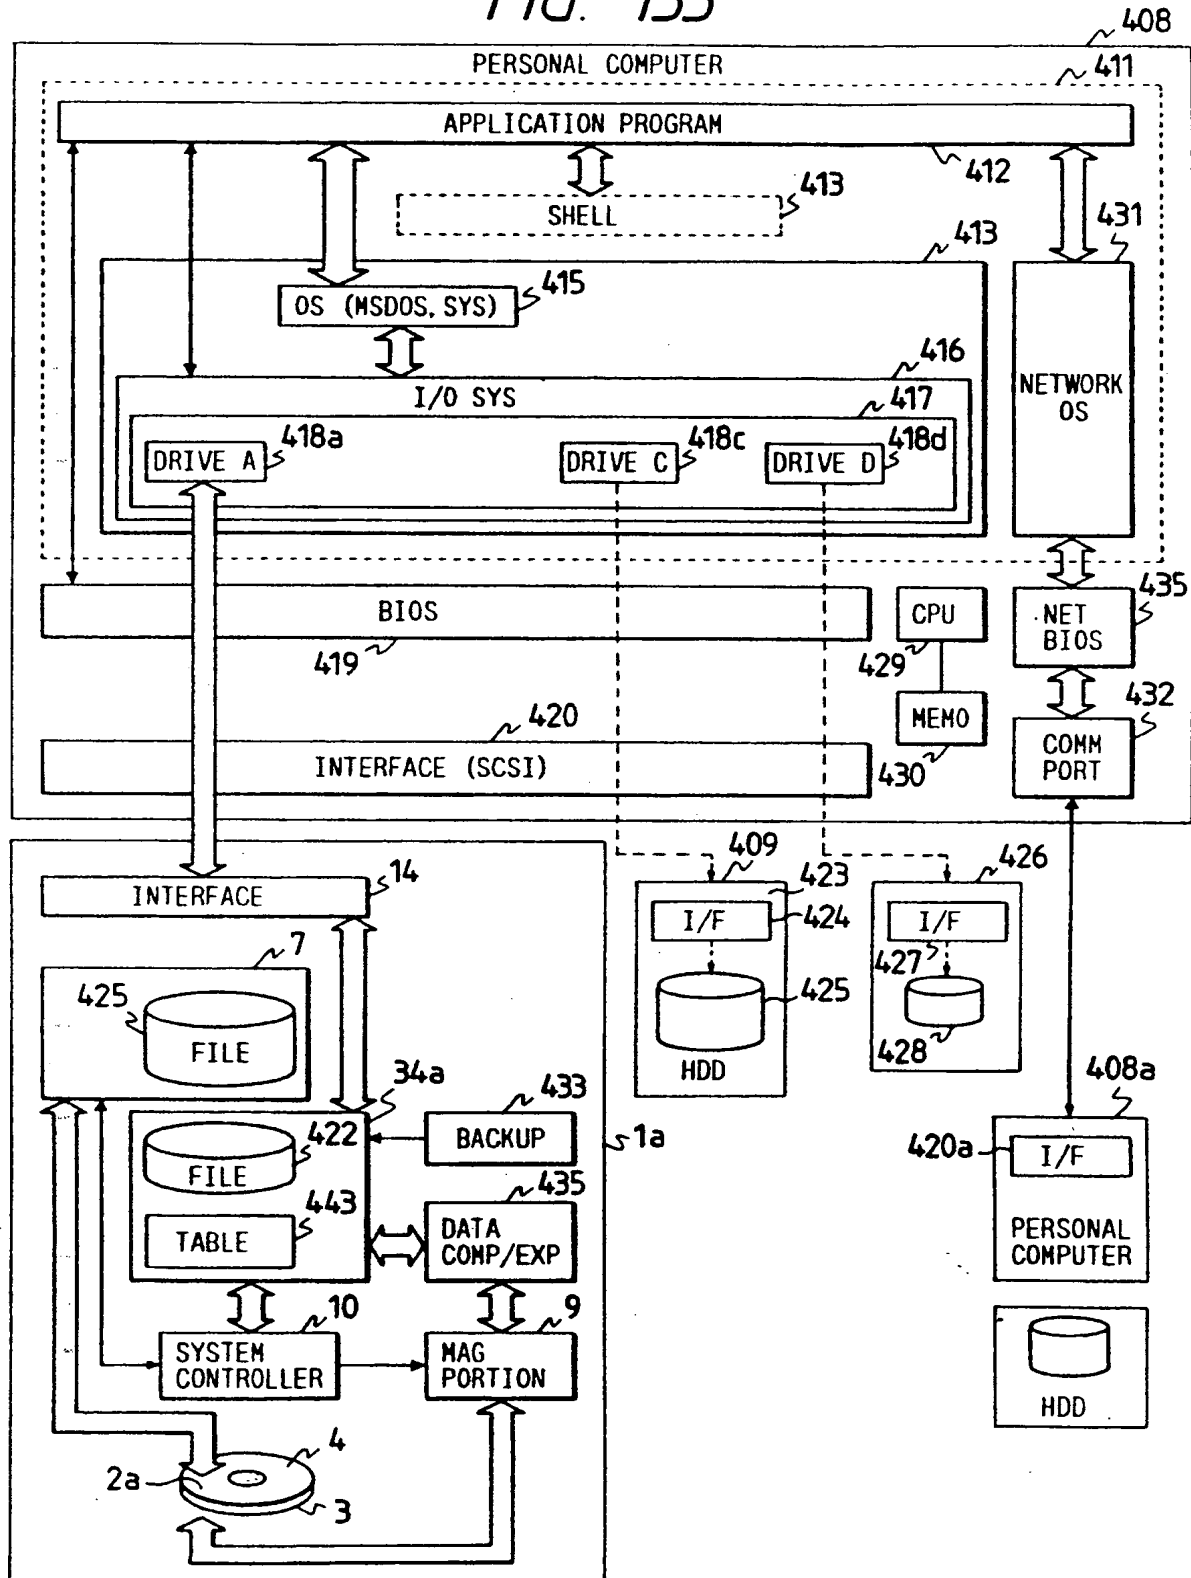 FIG. 155
408
PERSONAL COMPUTER
411
APPLICATION PROGRAM
412
413
SHELL
431
413
415
OS (MSDOS, SYS)
416
I/O SYS
417
NETWORK
OS
418a
418c
418d
DRIVE A
DRIVE C
DRIVE D
435
BIOS
CPU
NET
BIOS
419
429
432
420
MEMO
COMM
PORT
INTERFACE (SCSI)
430
409
426
14
423
INTERFACE
I/F
424
I/F
427
7
425
FILE
425
428
HDD
34a
433
408a
422
BACKUP
1a
420a
I/F
FILE
435
443
DATA
COMP/EXP
TABLE
PERSONAL
COMPUTER
10
9
SYSTEM
CONTROLLER
MAG
PORTION
HDD
4
2a
3